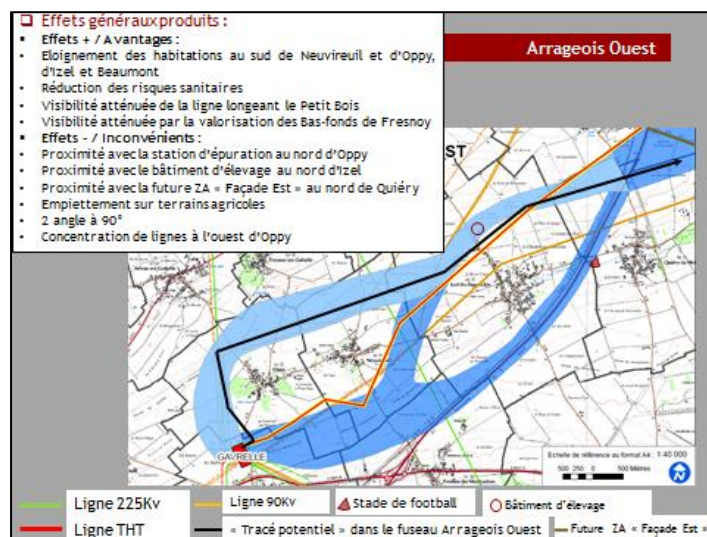 Effets généraux produits :
Effets + / Avantages :
Eloignement des habitations au sud de Neuvireuil et d'Oppy,
d'Izel et Beaumont
Réduction des risques sanitaires
Visibilité atténuée de la ligne longeant le Petit Bois
Visibilité atténuée par la valorisation des Bas-fonds de Fresnoy
Effets - / Inconvénients :
Proximité avec la station d'épuration au nord d'Oppy
Proximité avec le bâtiment d'élevage au nord d'Izel
Proximité avec la future ZA « Façade Est » au nord de Quiéry
Empiettement sur terrains agricoles
2 angle à 90°
Concentration de lignes à l'ouest d'Oppy
Arrageois Ouest
ST
GAVRELLE
Echelle de référence au format A4 : 1:40 000
500 250 0 500 Mètres
Ligne 225Kv
Ligne 90Kv
Stade de football
Bâtiment d'élevage
Ligne THT
« Tracé potentiel » dans le fuseau Arrageois Ouest
Future ZA « Façade Est »